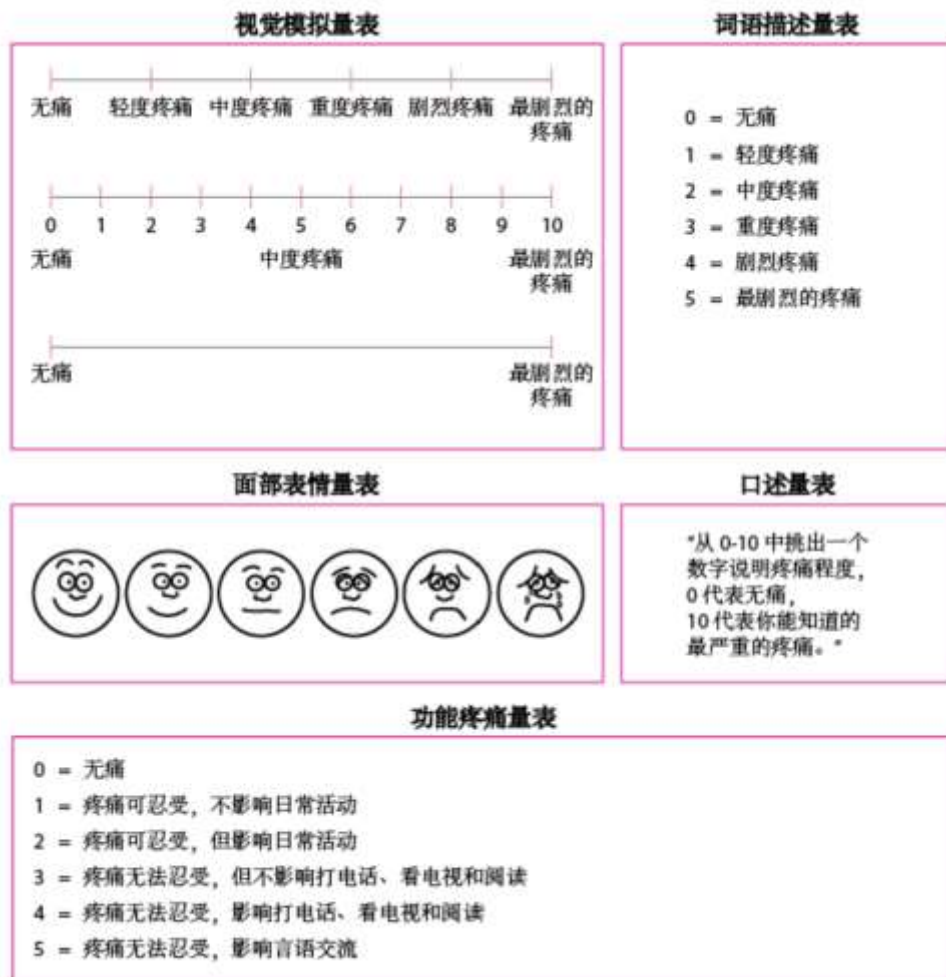 视觉模拟量表
无痛 轻度疼痛 中度疼痛 重度疼痛 剧烈疼痛 最剧烈的
疼痛
0 1 2 3 4 5 6 7 8 9 10
无痛 中度疼痛 最剧烈的
疼痛
无痛 最剧烈的
疼痛
词语描述量表
0 = 无痛
1 = 轻度疼痛
2 = 中度疼痛
3 = 重度疼痛
4 = 剧烈疼痛
5 = 最剧烈的疼痛
面部表情量表
口述量表
"从 0-10 中挑出一个
数字说明疼痛程度，
0 代表无痛，
10 代表你能知道的
最严重的疼痛。"
功能疼痛量表
0 = 无痛
1 = 疼痛可忍受，不影响日常活动
2 = 疼痛可忍受，但影响日常活动
3 = 疼痛无法忍受，但不影响打电话、看电视和阅读
4 = 疼痛无法忍受，影响打电话、看电视和阅读
5 = 疼痛无法忍受，影响言语交流